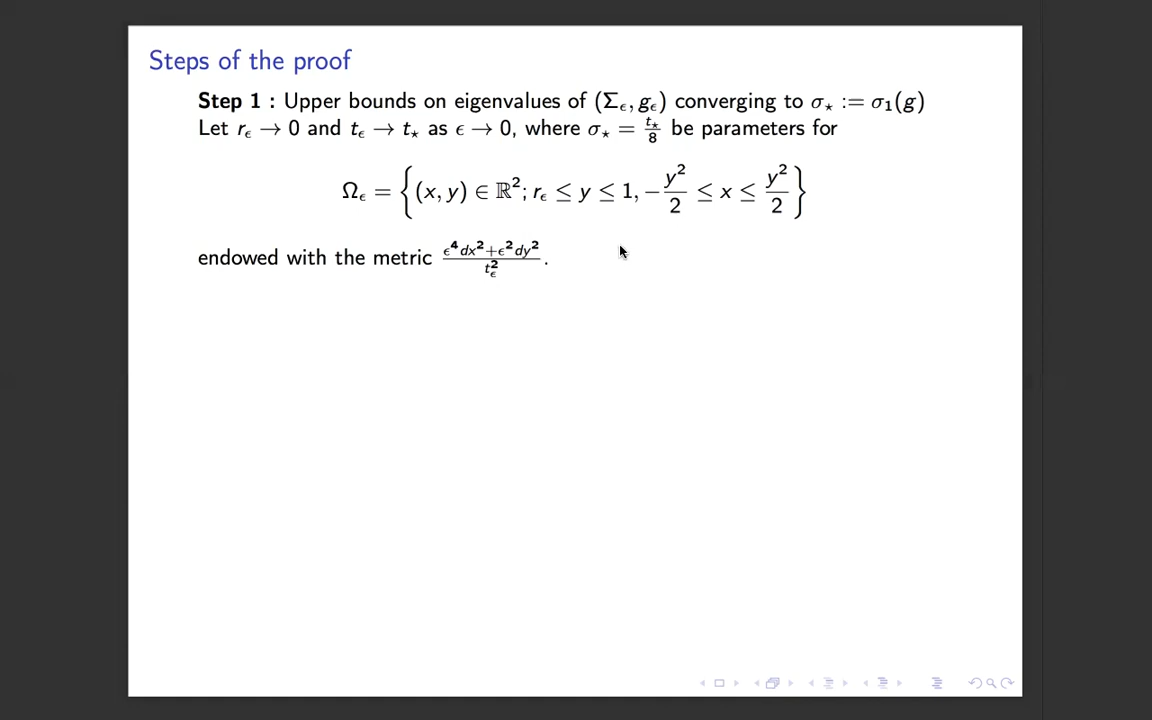 Steps of the proof
Step 1 : Upper bounds on eigenvalues of (Σ_ϵ, g_ϵ) converging to σ_⋆ := σ_1(g)
Let r_ϵ → 0 and t_ϵ → t_⋆ as ϵ → 0, where σ_⋆ = t_⋆/8 be parameters for
Ω_ϵ = {(x, y) ∈ ℝ²; r_ϵ ≤ y ≤ 1, −y²/2 ≤ x ≤ y²/2}
endowed with the metric (ϵ⁴dx²+ϵ²dy²)/t_ϵ² .